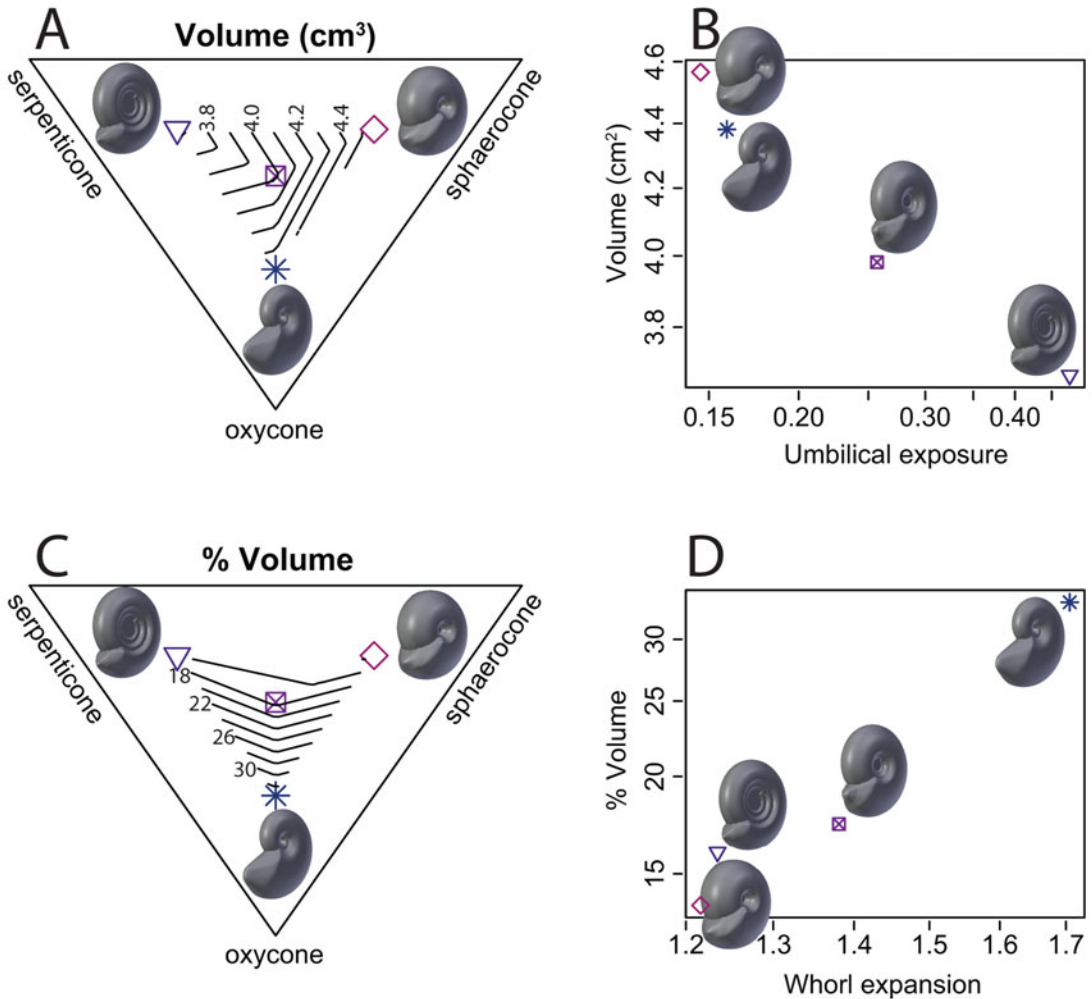 A
Volume (cm³)
serpenticone
sphaerocone
3.8
4.0
4.2
4.4
oxycone
B
Volume (cm²)
4.6
4.4
4.2
4.0
3.8
0.15
0.20
0.30
0.40
Umbilical exposure
C
% Volume
serpenticone
sphaerocone
18
22
26
30
oxycone
D
% Volume
30
25
20
15
1.2
1.3
1.4
1.5
1.6
1.7
Whorl expansion